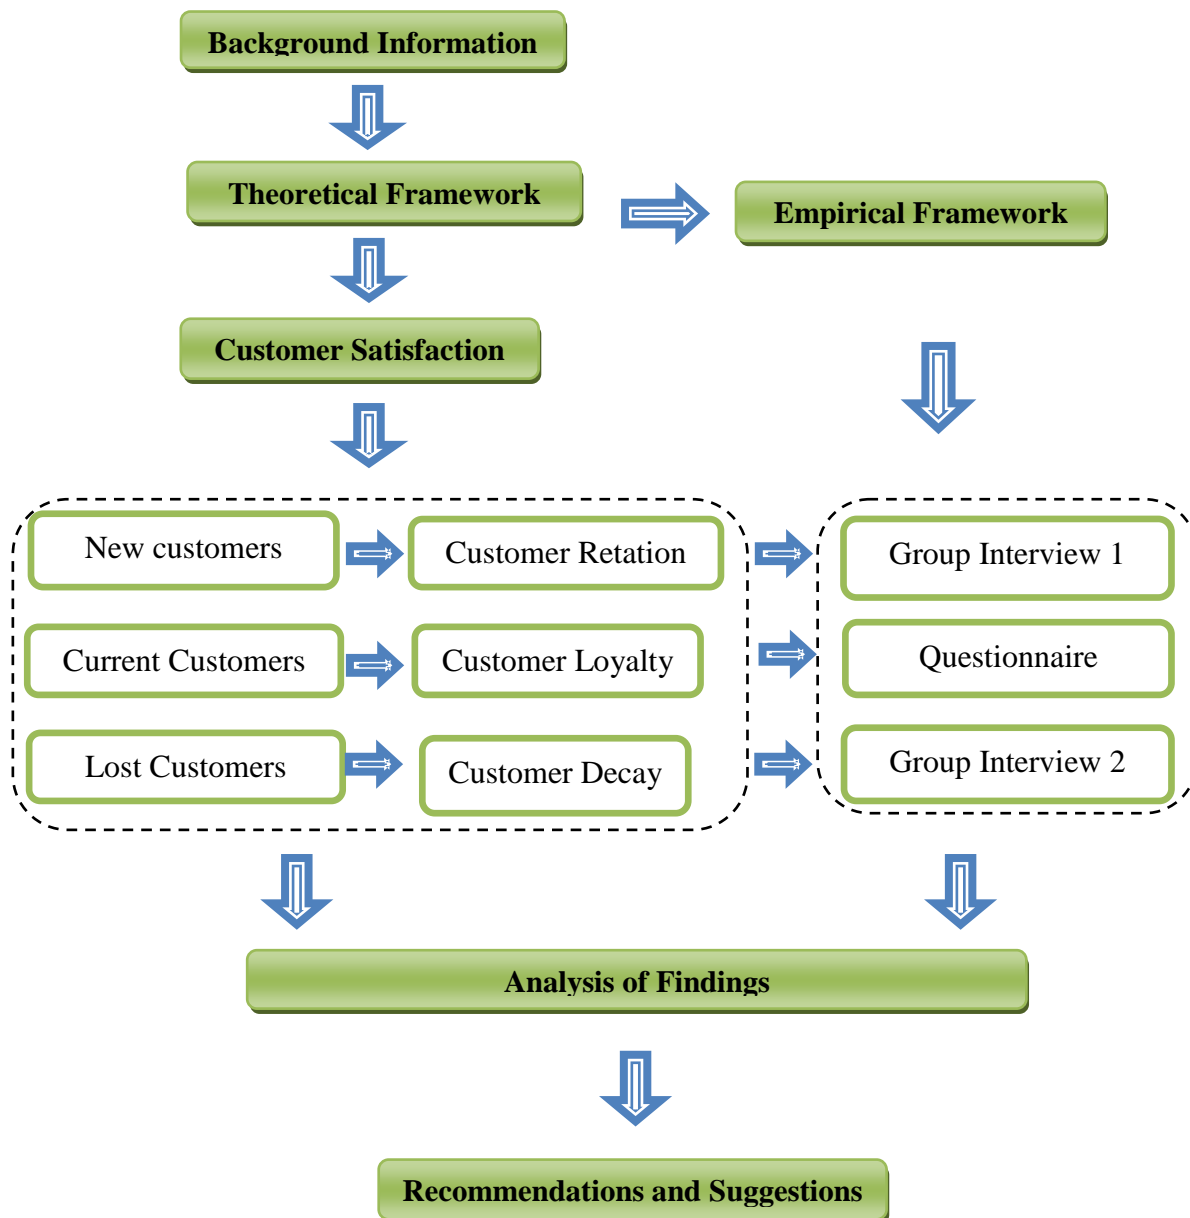 Background Information
Theoretical Framework
Empirical Framework
Customer Satisfaction
New customers
Customer Retation
Group Interview 1
Current Customers
Customer Loyalty
Questionnaire
Lost Customers
Customer Decay
Group Interview 2
Analysis of Findings
Recommendations and Suggestions